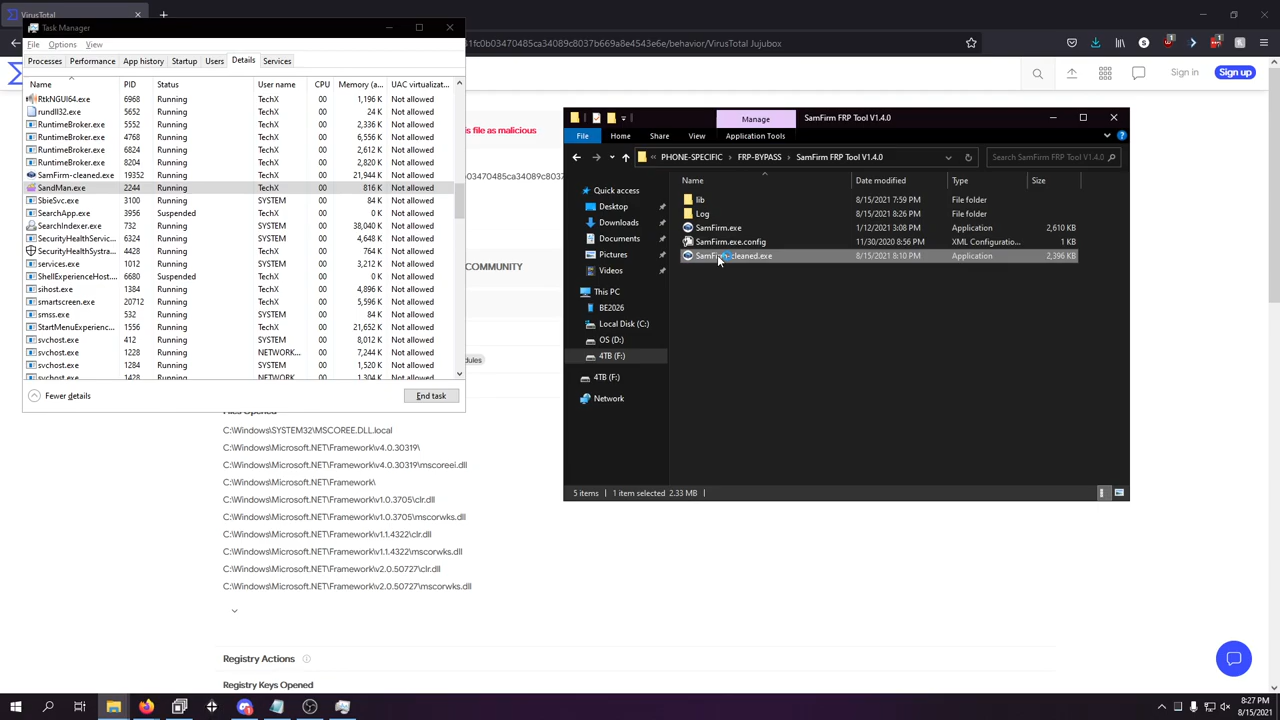 VirusTotal
Task Manager
File Options View
Processes Performance App history Startup Users Details Services
Name PID Status User name CPU Memory (a... UAC virtualizat...
RtkNGUI64.exe 6968 Running TechX 00 1,196 K Not allowed
rundll32.exe 5652 Running TechX 00 24 K Not allowed
RuntimeBroker.exe 5552 Running TechX 00 2,336 K Not allowed
RuntimeBroker.exe 4768 Running TechX 00 6,556 K Not allowed
RuntimeBroker.exe 6824 Running TechX 00 2,612 K Not allowed
RuntimeBroker.exe 8204 Running TechX 00 2,820 K Not allowed
SamFirm-cleaned.exe 19352 Running TechX 00 21,944 K Not allowed
SandMan.exe 2244 Running TechX 00 816 K Not allowed
SbieSvc.exe 3100 Running SYSTEM 00 84 K Not allowed
SearchApp.exe 3956 Suspended TechX 00 0 K Not allowed
SearchIndexer.exe 732 Running SYSTEM 00 38,040 K Not allowed
SecurityHealthServic... 6324 Running SYSTEM 00 4,648 K Not allowed
SecurityHealthSystra... 4428 Running TechX 00 764 K Not allowed
services.exe 1012 Running SYSTEM 00 3,212 K Not allowed
ShellExperienceHost.... 6680 Suspended TechX 00 0 K Not allowed
sihost.exe 1384 Running TechX 00 4,896 K Not allowed
smartscreen.exe 20712 Running TechX 00 5,596 K Not allowed
smss.exe 532 Running SYSTEM 00 84 K Not allowed
StartMenuExperienc... 1556 Running TechX 00 21,652 K Not allowed
svchost.exe 412 Running SYSTEM 00 8,012 K Not allowed
svchost.exe 1228 Running NETWORK... 00 7,244 K Not allowed
svchost.exe 1284 Running SYSTEM 00 1,520 K Not allowed
svchost.exe 1428 Running NETWORK 00 1,304 K Not allowed
Fewer details End task
31fc0b03470485ca34289c8037b669a8e4543e6e/behavior/VirusTotal Jujubox
Sign in Sign up
is file as malicious
03470485ca34289c8037
COMMUNITY
dules
Manage SamFirm FRP Tool V1.4.0
File Home Share View Application Tools
PHONE-SPECIFIC FRP-BYPASS SamFirm FRP Tool V1.4.0 Search SamFirm FRP Tool V1.4.0
Name Date modified Type Size
Quick access
Desktop
Downloads
Documents
Pictures
Videos
This PC
BE2026
Local Disk (C:)
OS (D:)
4TB (F:)
4TB (F:)
Network
lib 8/15/2021 7:59 PM File folder
Log 8/15/2021 8:26 PM File folder
SamFirm.exe 1/12/2021 3:08 PM Application 2,610 KB
SamFirm.exe.config 11/30/2020 8:56 PM XML Configuratio... 1 KB
SamFirm-cleaned.exe 8/15/2021 8:10 PM Application 2,396 KB
5 items 1 item selected 2.33 MB
Files Opened
C:\Windows\SYSTEM32\MSCOREE.DLL.local
C:\Windows\Microsoft.NET\Framework\v4.0.30319\
C:\Windows\Microsoft.NET\Framework\v4.0.30319\mscoreei.dll
C:\Windows\Microsoft.NET\Framework\
C:\Windows\Microsoft.NET\Framework\v1.0.3705\clr.dll
C:\Windows\Microsoft.NET\Framework\v1.0.3705\mscorwks.dll
C:\Windows\Microsoft.NET\Framework\v1.1.4322\clr.dll
C:\Windows\Microsoft.NET\Framework\v1.1.4322\mscorwks.dll
C:\Windows\Microsoft.NET\Framework\v2.0.50727\clr.dll
C:\Windows\Microsoft.NET\Framework\v2.0.50727\mscorwks.dll
Registry Actions
Registry Keys Opened
8:27 PM
8/15/2021